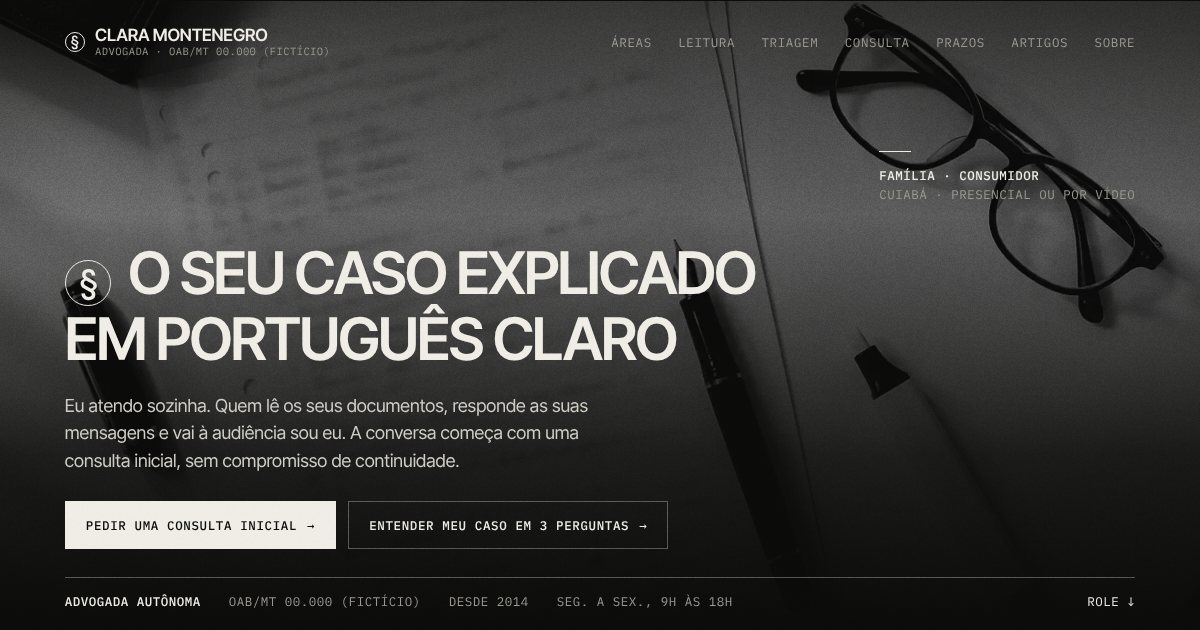 § CLARA MONTENEGRO
ADVOGADA · OAB/MT 00.000 (FICTÍCIO)
ÁREAS LEITURA TRIAGEM CONSULTA PRAZOS ARTIGOS SOBRE
FAMÍLIA · CONSUMIDOR
CUIABÁ · PRESENCIAL OU POR VÍDEO
§ O SEU CASO EXPLICADO
EM PORTUGUÊS CLARO
Eu atendo sozinha. Quem lê os seus documentos, responde as suas
mensagens e vai à audiência sou eu. A conversa começa com uma
consulta inicial, sem compromisso de continuidade.
PEDIR UMA CONSULTA INICIAL → ENTENDER MEU CASO EM 3 PERGUNTAS →
ADVOGADA AUTÔNOMA OAB/MT 00.000 (FICTÍCIO) DESDE 2014 SEG. A SEX., 9H ÀS 18H ROLE ↓